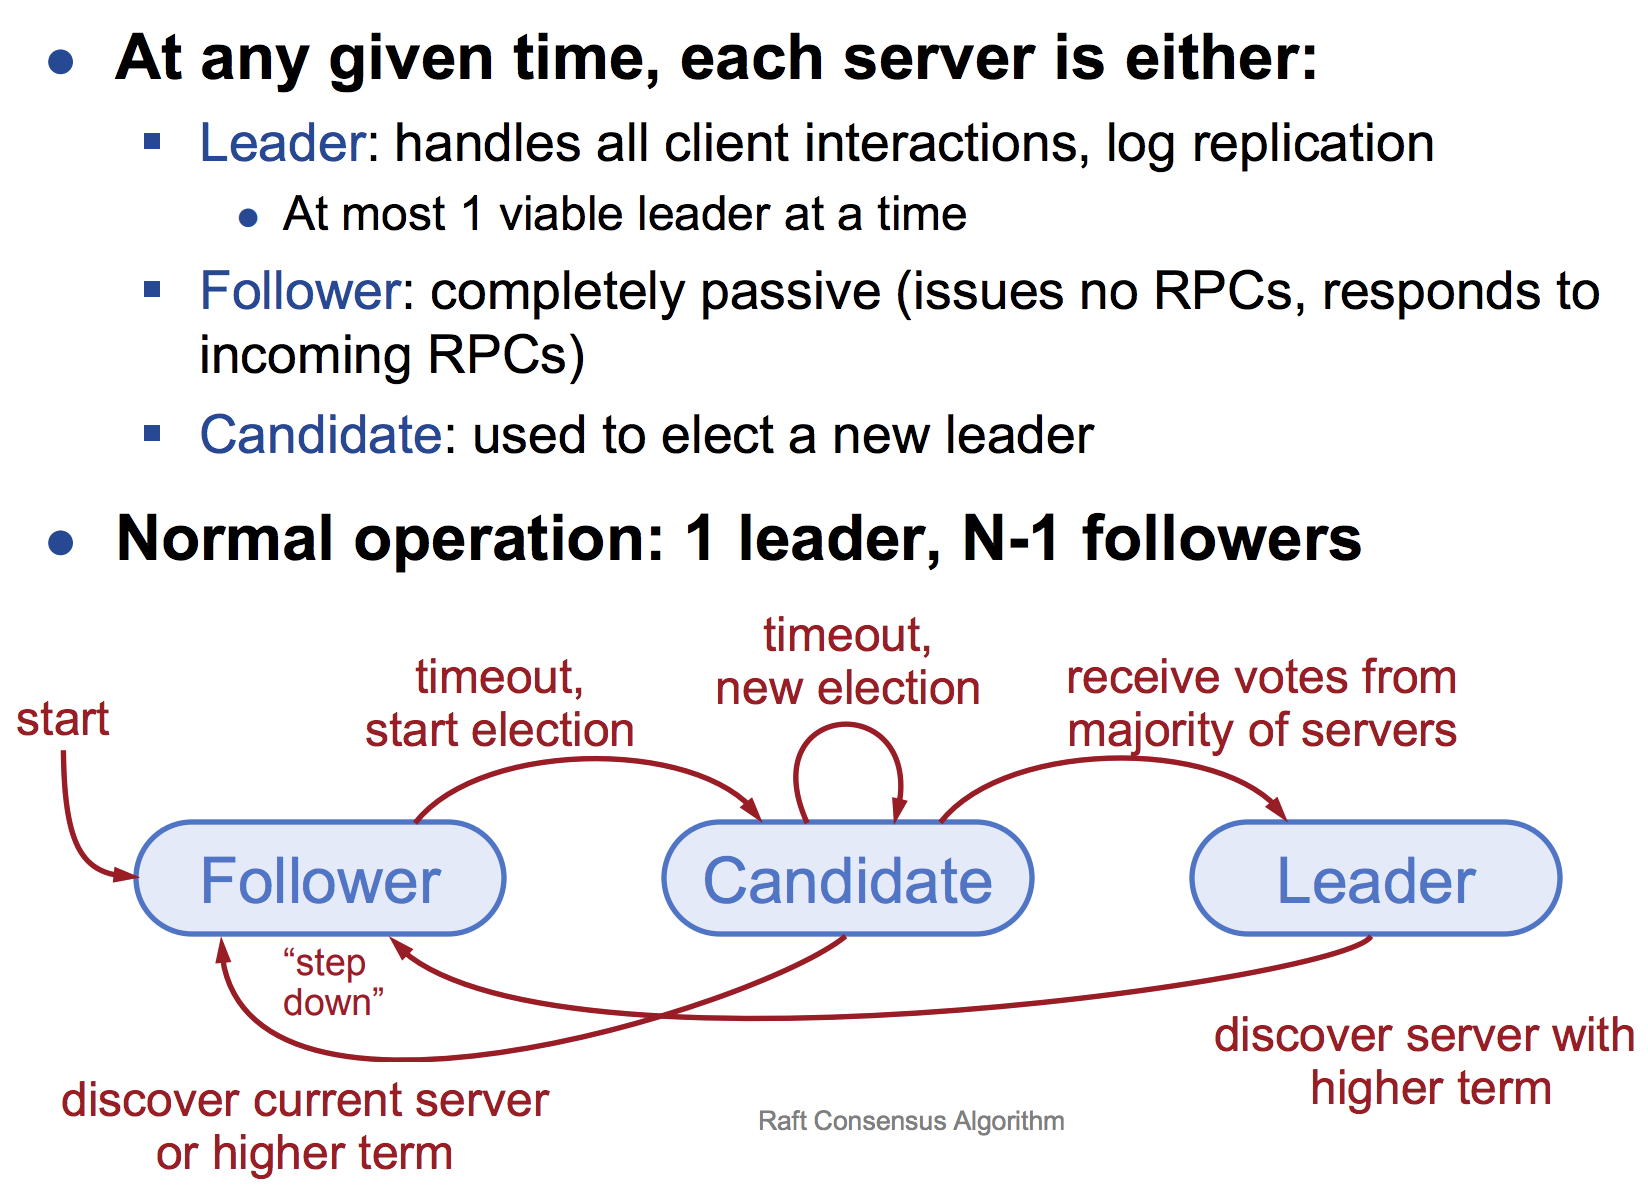 At any given time, each server is either:
Leader: handles all client interactions, log replication
At most 1 viable leader at a time
Follower: completely passive (issues no RPCs, responds to
incoming RPCs)
Candidate: used to elect a new leader
Normal operation: 1 leader, N-1 followers
start
timeout,
start election
timeout,
new election
receive votes from
majority of servers
Follower
Candidate
Leader
“step
down”
discover current server
or higher term
discover server with
higher term
Raft Consensus Algorithm